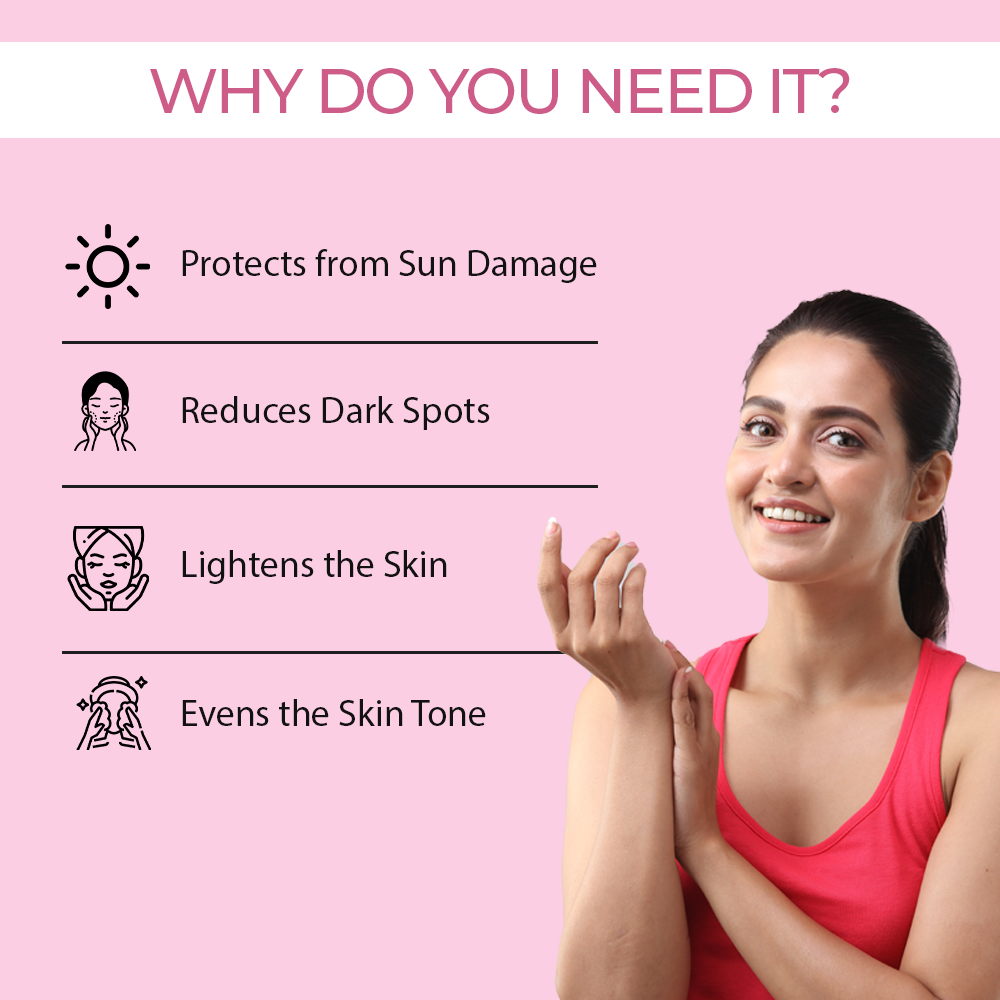 WHY DO YOU NEED IT?
Protects from Sun Damage
Reduces Dark Spots
Lightens the Skin
Evens the Skin Tone